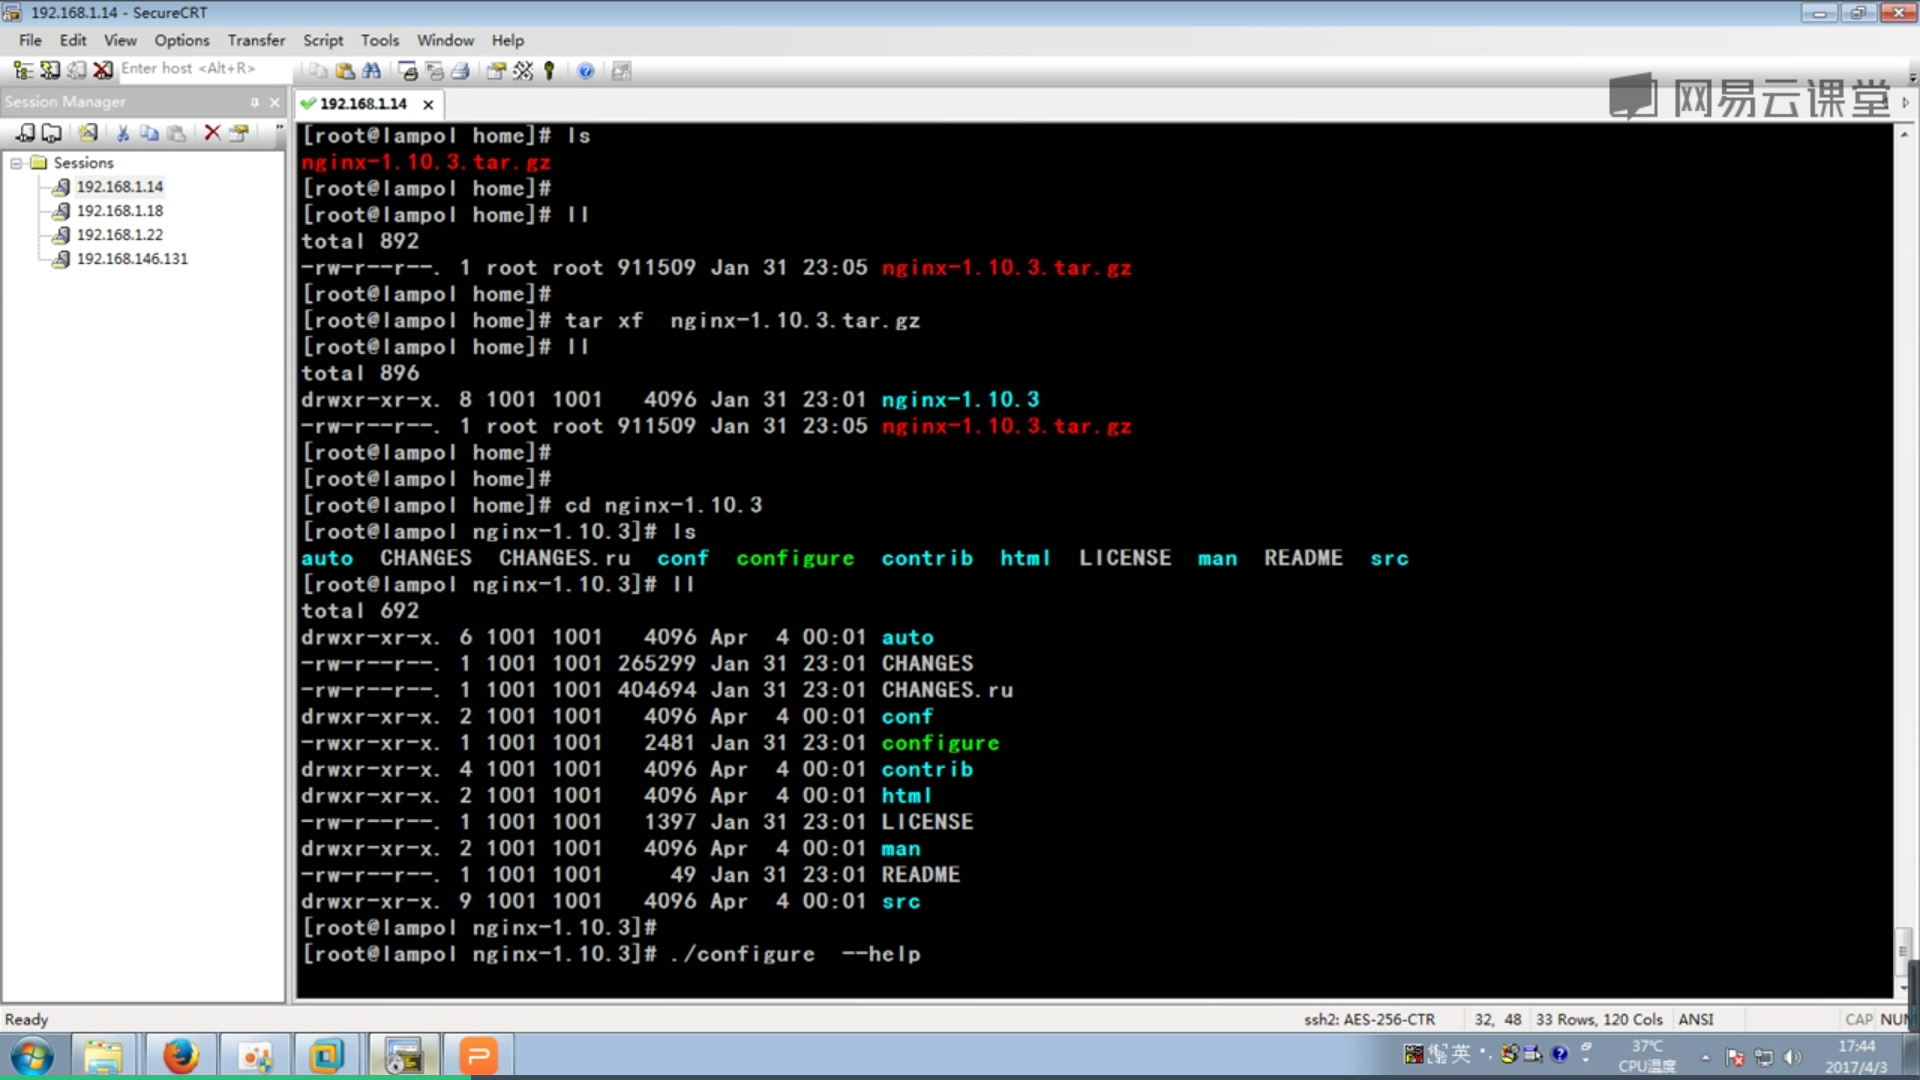 192.168.1.14 - SecureCRT
File Edit View Options Transfer Script Tools Window Help
Enter host <Alt+R>
网易云课堂
Session Manager
192.168.1.14
Sessions
192.168.1.14
192.168.1.18
192.168.1.22
192.168.146.131
[root@lampol home]# ls
nginx-1.10.3.tar.gz
[root@lampol home]#
[root@lampol home]# ll
total 892
-rw-r--r--. 1 root root 911509 Jan 31 23:05 nginx-1.10.3.tar.gz
[root@lampol home]#
[root@lampol home]# tar xf  nginx-1.10.3.tar.gz
[root@lampol home]# ll
total 896
drwxr-xr-x. 8 1001 1001   4096 Jan 31 23:01 nginx-1.10.3
-rw-r--r--. 1 root root 911509 Jan 31 23:05 nginx-1.10.3.tar.gz
[root@lampol home]#
[root@lampol home]#
[root@lampol home]# cd nginx-1.10.3
[root@lampol nginx-1.10.3]# ls
auto  CHANGES  CHANGES.ru  conf  configure  contrib  html  LICENSE  man  README  src
[root@lampol nginx-1.10.3]# ll
total 692
drwxr-xr-x. 6 1001 1001   4096 Apr  4 00:01 auto
-rw-r--r--. 1 1001 1001 265299 Jan 31 23:01 CHANGES
-rw-r--r--. 1 1001 1001 404694 Jan 31 23:01 CHANGES.ru
drwxr-xr-x. 2 1001 1001   4096 Apr  4 00:01 conf
-rwxr-xr-x. 1 1001 1001   2481 Jan 31 23:01 configure
drwxr-xr-x. 4 1001 1001   4096 Apr  4 00:01 contrib
drwxr-xr-x. 2 1001 1001   4096 Apr  4 00:01 html
-rw-r--r--. 1 1001 1001   1397 Jan 31 23:01 LICENSE
drwxr-xr-x. 2 1001 1001   4096 Apr  4 00:01 man
-rw-r--r--. 1 1001 1001     49 Jan 31 23:01 README
drwxr-xr-x. 9 1001 1001   4096 Apr  4 00:01 src
[root@lampol nginx-1.10.3]#
[root@lampol nginx-1.10.3]# ./configure  --help
Ready
ssh2: AES-256-CTR 32, 48 33 Rows, 120 Cols ANSI CAP NUM
英
37℃
CPU温度
17:44
2017/4/3